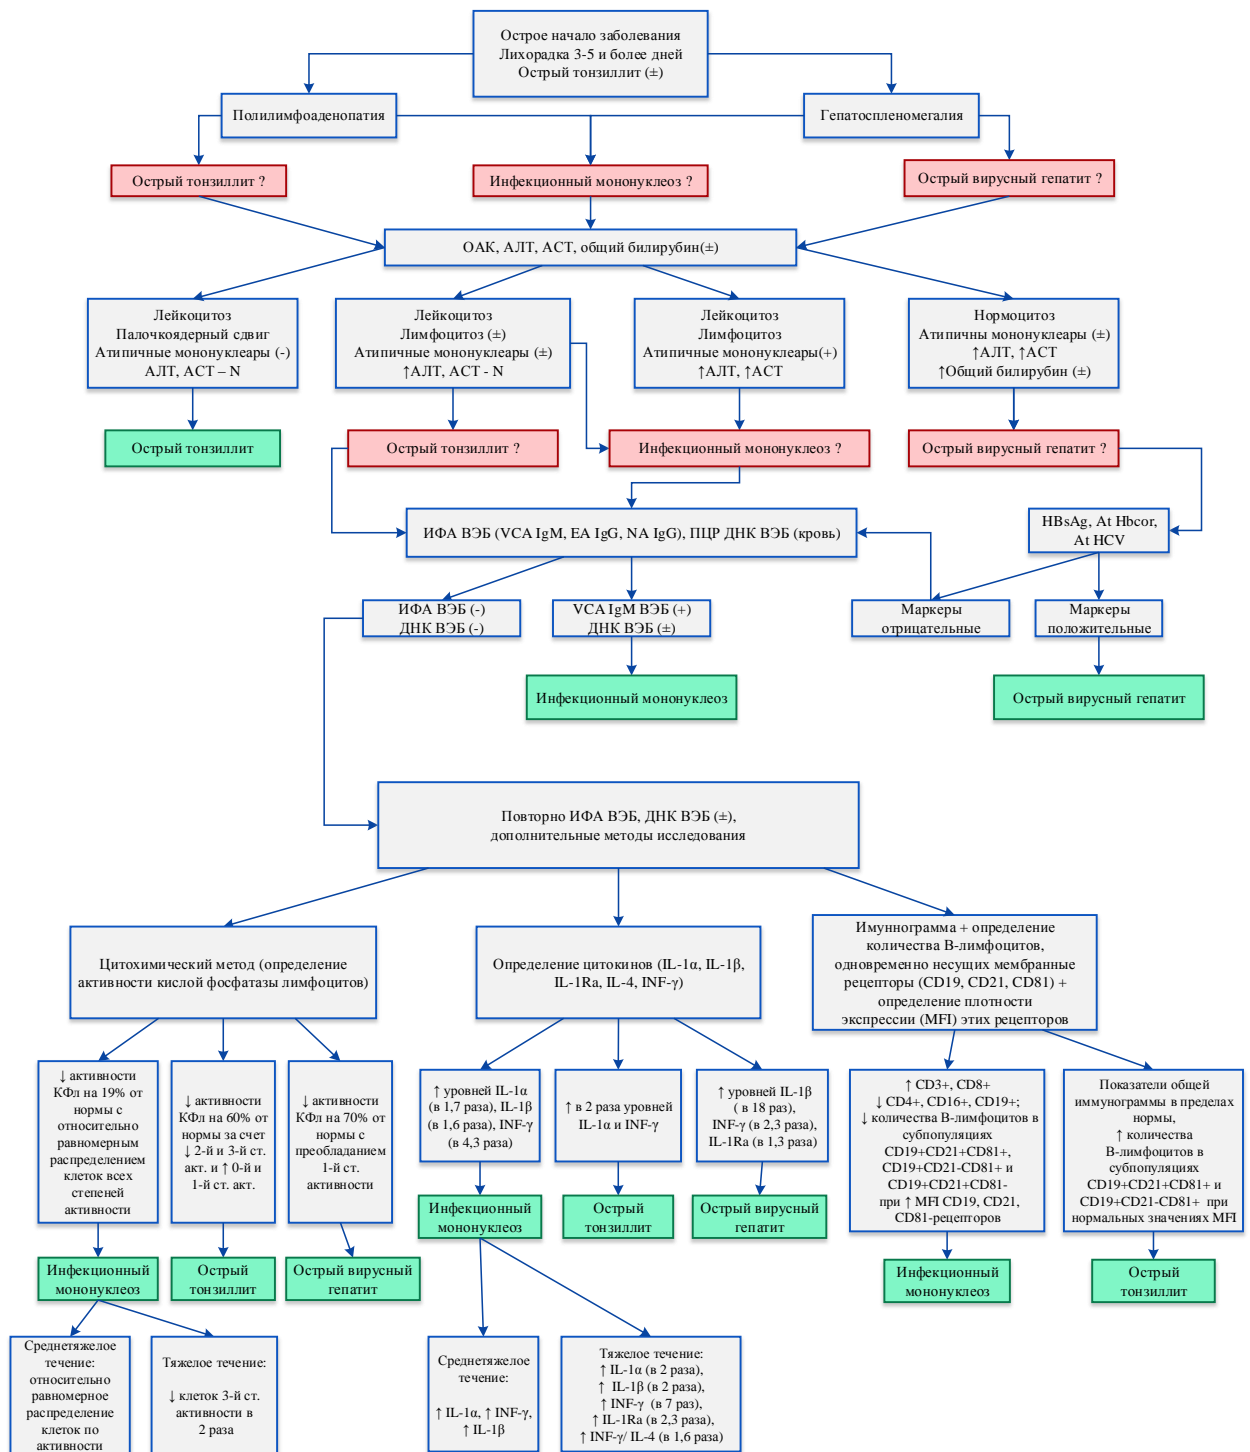 Острое начало заболевания
Лихорадка 3-5 и более дней
Острый тонзиллит (±)
Полилимфоаденопатия
Гепатоспленомегалия
Острый тонзиллит ?
Инфекционный мононуклеоз ?
Острый вирусный гепатит ?
ОАК, АЛТ, АСТ, общий билирубин(±)
Лейкоцитоз
Палочкоядерный сдвиг
Атипичные мононуклеары (-)
АЛТ, АСТ – N
Лейкоцитоз
Лимфоцитоз (±)
Атипичные мононуклеары (±)
↑АЛТ, АСТ - N
Лейкоцитоз
Лимфоцитоз
Атипичные мононуклеары(+)
↑АЛТ, ↑АСТ
Нормоцитоз
Атипичны мононуклеары (±)
↑АЛТ, ↑АСТ
↑Общий билирубин (±)
Острый тонзиллит
Острый тонзиллит ?
Инфекционный мононуклеоз ?
Острый вирусный гепатит ?
ИФА ВЭБ (VCA IgM, EA IgG, NA IgG), ПЦР ДНК ВЭБ (кровь)
HBsAg, At Hbcor,
At HCV
ИФА ВЭБ (-)
ДНК ВЭБ (-)
VCA IgM ВЭБ (+)
ДНК ВЭБ (±)
Маркеры
отрицательные
Маркеры
положительные
Инфекционный мононуклеоз
Острый вирусный гепатит
Повторно ИФА ВЭБ, ДНК ВЭБ (±),
дополнительные методы исследования
Цитохимический метод (определение
активности кислой фосфатазы лимфоцитов)
Определение цитокинов (IL-1α, IL-1β,
IL-1Ra, IL-4, INF-γ)
Имуннограмма + определение
количества В-лимфоцитов,
одновременно несущих мембранные
рецепторы (CD19, CD21, CD81) +
определение плотности
экспрессии (MFI) этих рецепторов
↓ активности
КФл на 19% от
нормы с
относительно
равномерным
распределением
клеток всех
степеней
активности
↓ активности
КФл на 60% от
нормы за счет
↓ 2-й и 3-й ст.
акт. и ↑ 0-й и
1-й ст. акт.
↓ активности
КФл на 70% от
нормы с
преобладанием
1-й ст.
активности
↑ уровней IL-1α
(в 1,7 раза), IL-1β
(в 1,6 раза), INF-γ
(в 4,3 раза)
↑ в 2 раза уровней
IL-1α и INF-γ
↑ уровней IL-1β
( в 18 раз),
INF-γ (в 2,3 раза),
IL-1Ra (в 1,3 раза)
↑ CD3+, CD8+
↓ CD4+, CD16+, CD19+;
↓ количества В-лимфоцитов в
субпопуляциях
CD19+CD21+CD81+,
CD19+CD21-CD81+ и
CD19+CD21+CD81-
при ↑ MFI CD19, CD21,
CD81-рецепторов
Показатели общей
иммунограммы в пределах
нормы,
↑ количества
В-лимфоцитов в
субпопуляциях
CD19+CD21+CD81+ и
CD19+CD21-CD81+ при
нормальных значениях MFI
Инфекционный
мононуклеоз
Острый
тонзиллит
Острый вирусный
гепатит
Инфекционный
мононуклеоз
Острый
тонзиллит
Острый вирусный
гепатит
Инфекционный
мононуклеоз
Острый
тонзиллит
Среднетяжелое
течение:
относительно
равномерное
распределение
клеток по
активности
Тяжелое течение:
↓ клеток 3-й ст.
активности в
2 раза
Среднетяжелое
течение:
↑ IL-1α, ↑ INF-γ,
↑ IL-1β
Тяжелое течение:
↑ IL-1α (в 2 раза),
↑ IL-1β (в 2 раза),
↑ INF-γ (в 7 раз),
↑ IL-1Ra (в 2,3 раза),
↑ INF-γ/ IL-4 (в 1,6 раза)